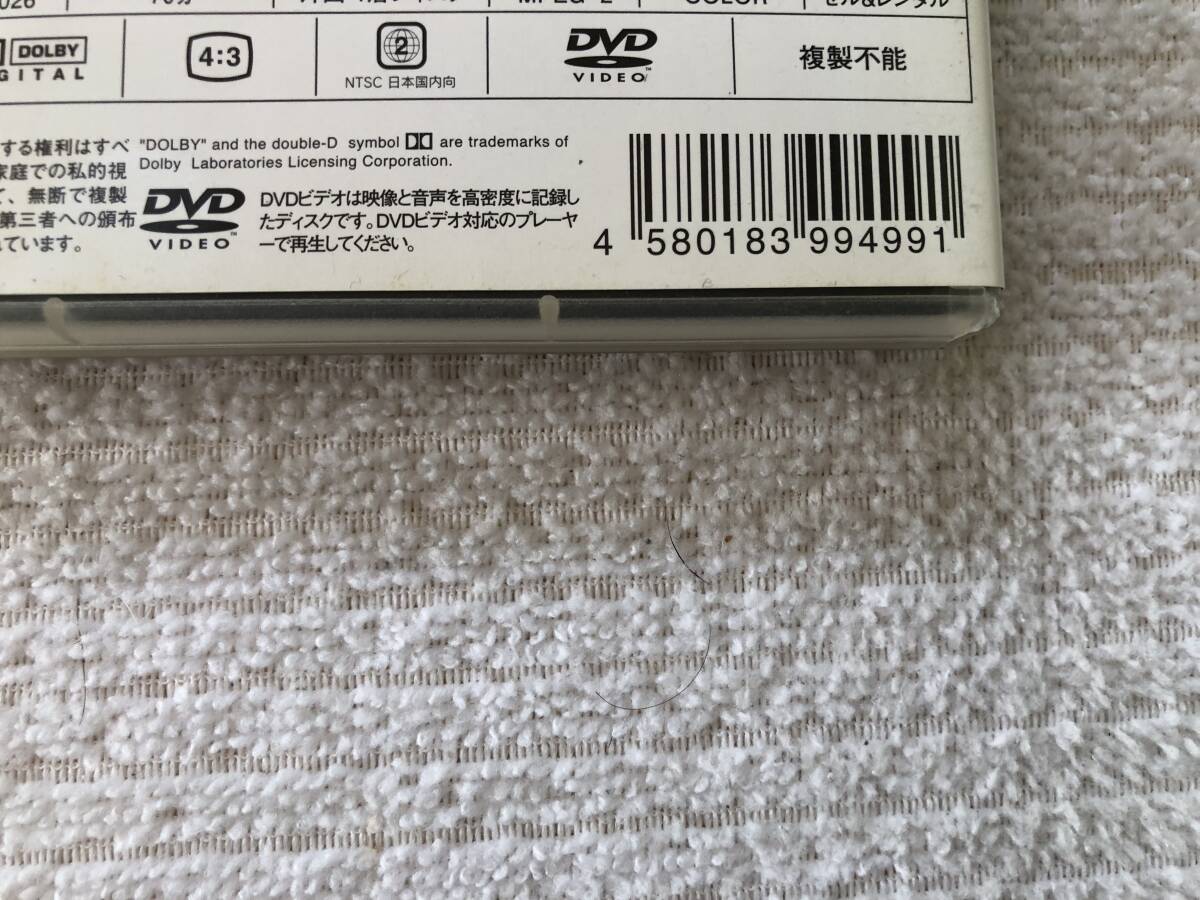 026
DOLBY
DIGITAL
4:3
2
NTSC 日本国内向
DVD
VIDEO
複製不能
する権利はすべ
家庭での私的視
て、無断で複製
第三者への頒布
れています。
"DOLBY" and the double-D symbol are trademarks of
Dolby Laboratories Licensing Corporation.
DVD
VIDEO™
DVDビデオは映像と音声を高密度に記録し
たディスクです。DVDビデオ対応のプレーヤ
ーで再生してください。
4 580183 994991